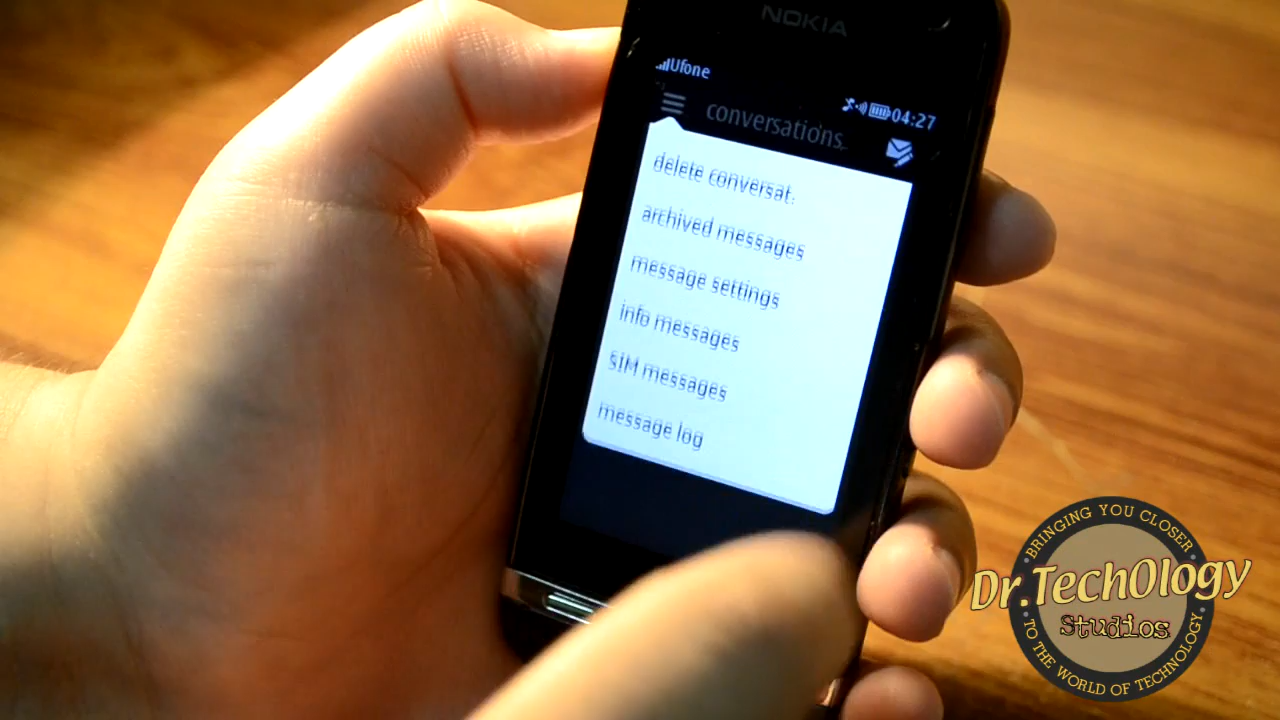 NOKIA
Ufone
04:27
conversations..
delete conversat.
archived messages
message settings
info messages
SIM messages
message log
BRINGING YOU CLOSER
Dr.TechOlogy
Studios
TO THE WORLD OF TECHNOLOGY